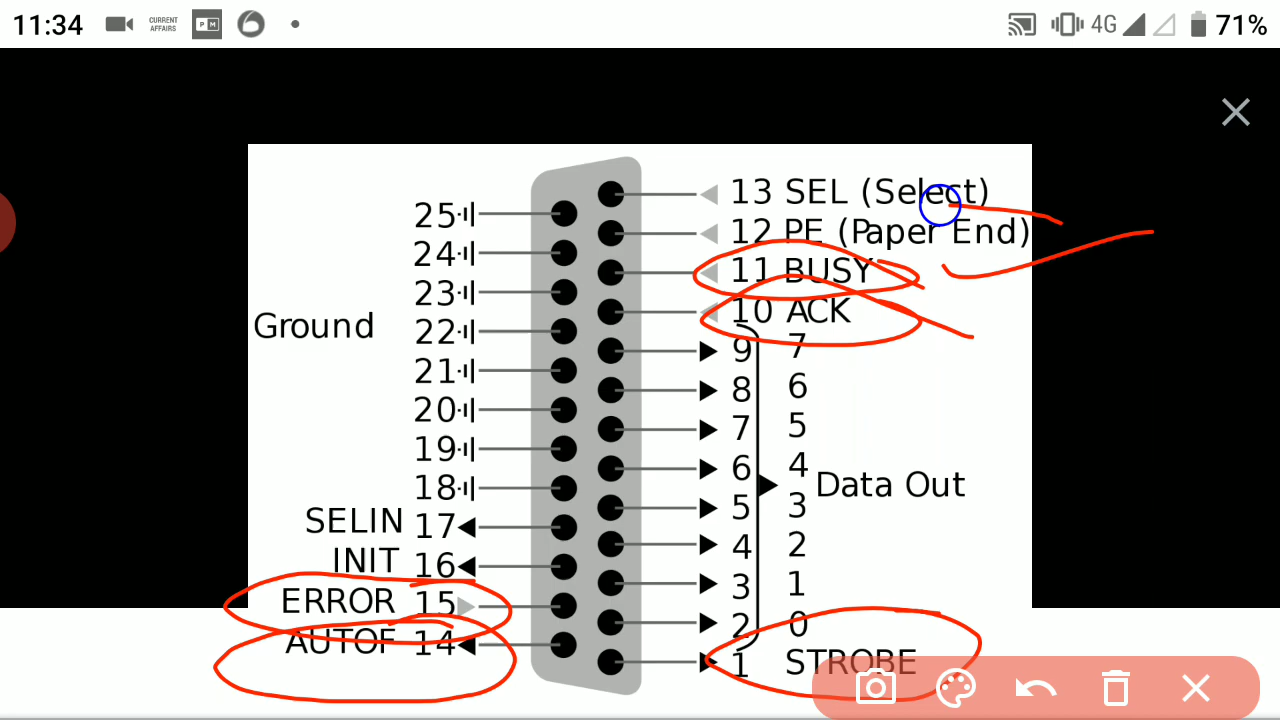 11:34 CURRENT AFFAIRS PM 4G 71%
13 SEL (Select)
25 12 PE (Paper End)
24 11 BUSY
23 10 ACK
Ground 22 9 7
21 8 6
20 7 5
19 6 4 Data Out
18 5 3
SELIN 17 4 2
INIT 16 3 1
ERROR 15 2 0
AUTOF 14 1 STROBE